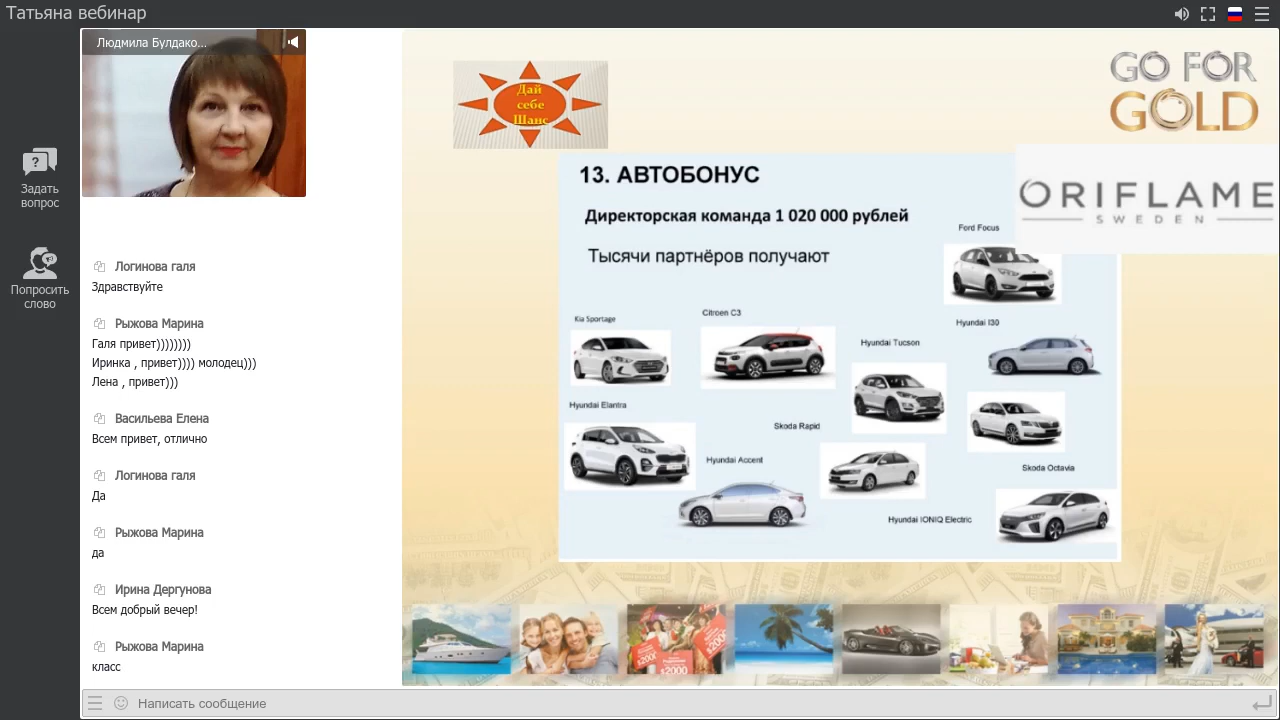 Татьяна вебинар
Людмила Булдако...
Задать
вопрос
Попросить
слово
Логинова галя
Здравствуйте
Рыжова Марина
Галя привет))))))))
Иринка , привет)))) молодец)))
Лена , привет)))
Васильева Елена
Всем привет, отлично
Логинова галя
Да
Рыжова Марина
да
Ирина Дергунова
Всем добрый вечер!
Рыжова Марина
класс
Написать сообщение
Дай
себе
Шанс
GO FOR
GOLD
ORIFLAME
SWEDEN
13. АВТОБОНУС
Директорская команда 1 020 000 рублей
Тысячи партнёров получают
Ford Focus
Kia Sportage
Citroen C3
Hyundai I30
Hyundai Tucson
Hyundai Elantra
Skoda Rapid
Hyundai Accent
Skoda Octavia
Hyundai IONIQ Electric